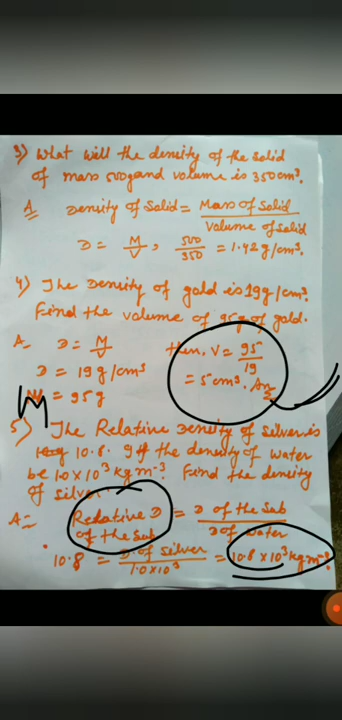 3) What will the density of the solid
of mass 500g and volume is 350cm³.
A Density of Solid = Mass of Solid / Volume of Solid
D = M/V, 500/350 = 1.42 g/cm³.
4) The Density of gold is 19g/cm³.
Find the volume of 95g of gold.
A- D = M/V then, V = 95/19
D = 19 g/cm³ = 5 cm³. Ans
M = 95g
5) The Relative Density of silver is
10.8. If the density of water
be 1.0 x 10³ kg m⁻³. Find the density
of silver.
A:- Relative D of the sub = D of the sub / D of water
10.8 = D. of silver / 1.0 x 10³ = 10.8 x 10³ kg m⁻³.